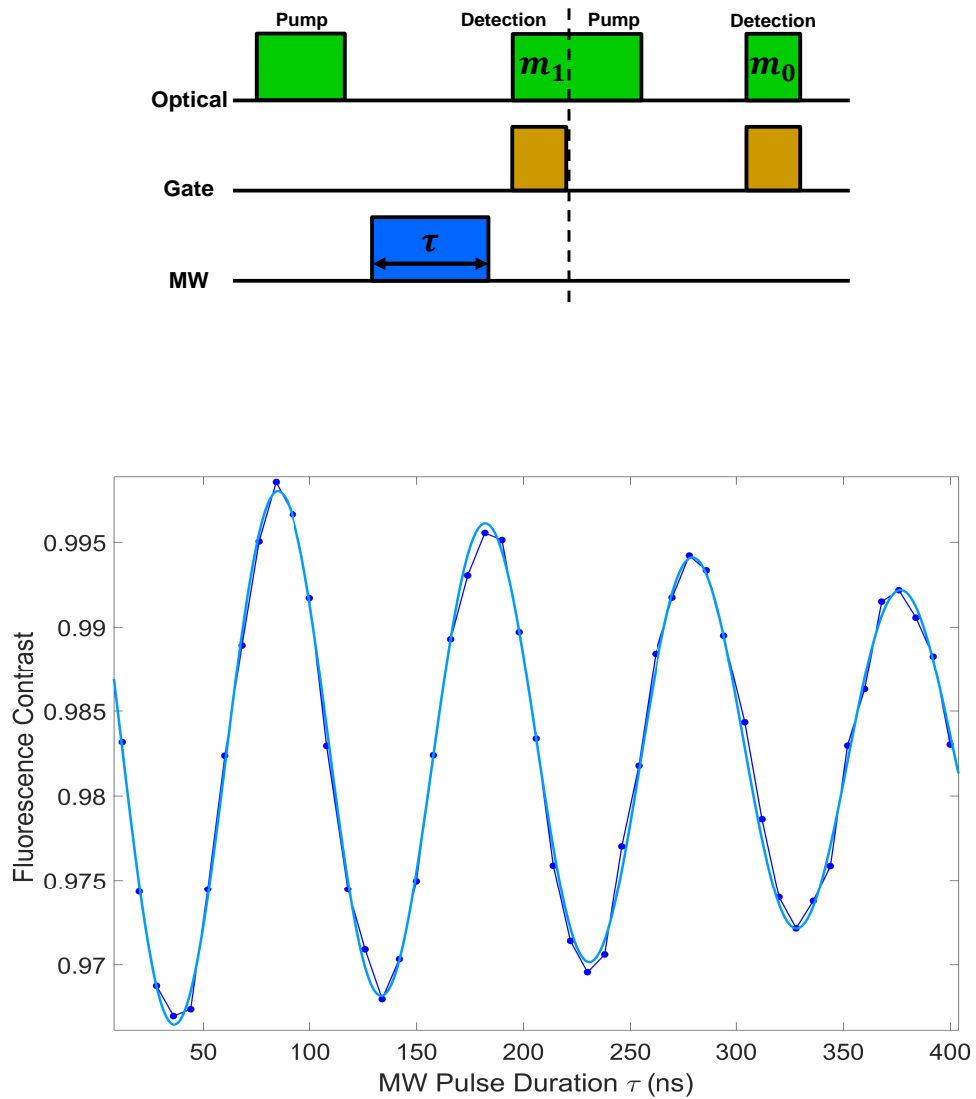 Pump Detection Pump Detection
m₁ m₀
Optical
Gate
τ
MW
0.995
0.99
0.985
0.98
0.975
0.97
Fluorescence Contrast
50 100 150 200 250 300 350 400
MW Pulse Duration τ (ns)